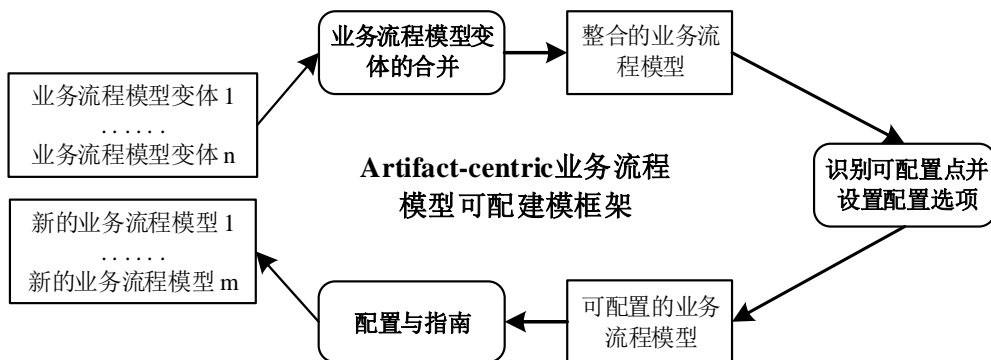 业务流程模型变
体的合并
整合的业务流
程模型
业务流程模型变体 1
. . . . . .
业务流程模型变体 n
Artifact-centric业务流程
模型可配建模框架
识别可配置点并
设置配置选项
新的业务流程模型 1
. . . . . .
新的业务流程模型 m
配置与指南
可配置的业务
流程模型